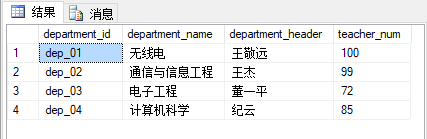 结果 消息
department_id department_name department_header teacher_num
1 dep_01 无线电 王敬远 100
2 dep_02 通信与信息工程 王杰 99
3 dep_03 电子工程 董一平 72
4 dep_04 计算机科学 纪云 85